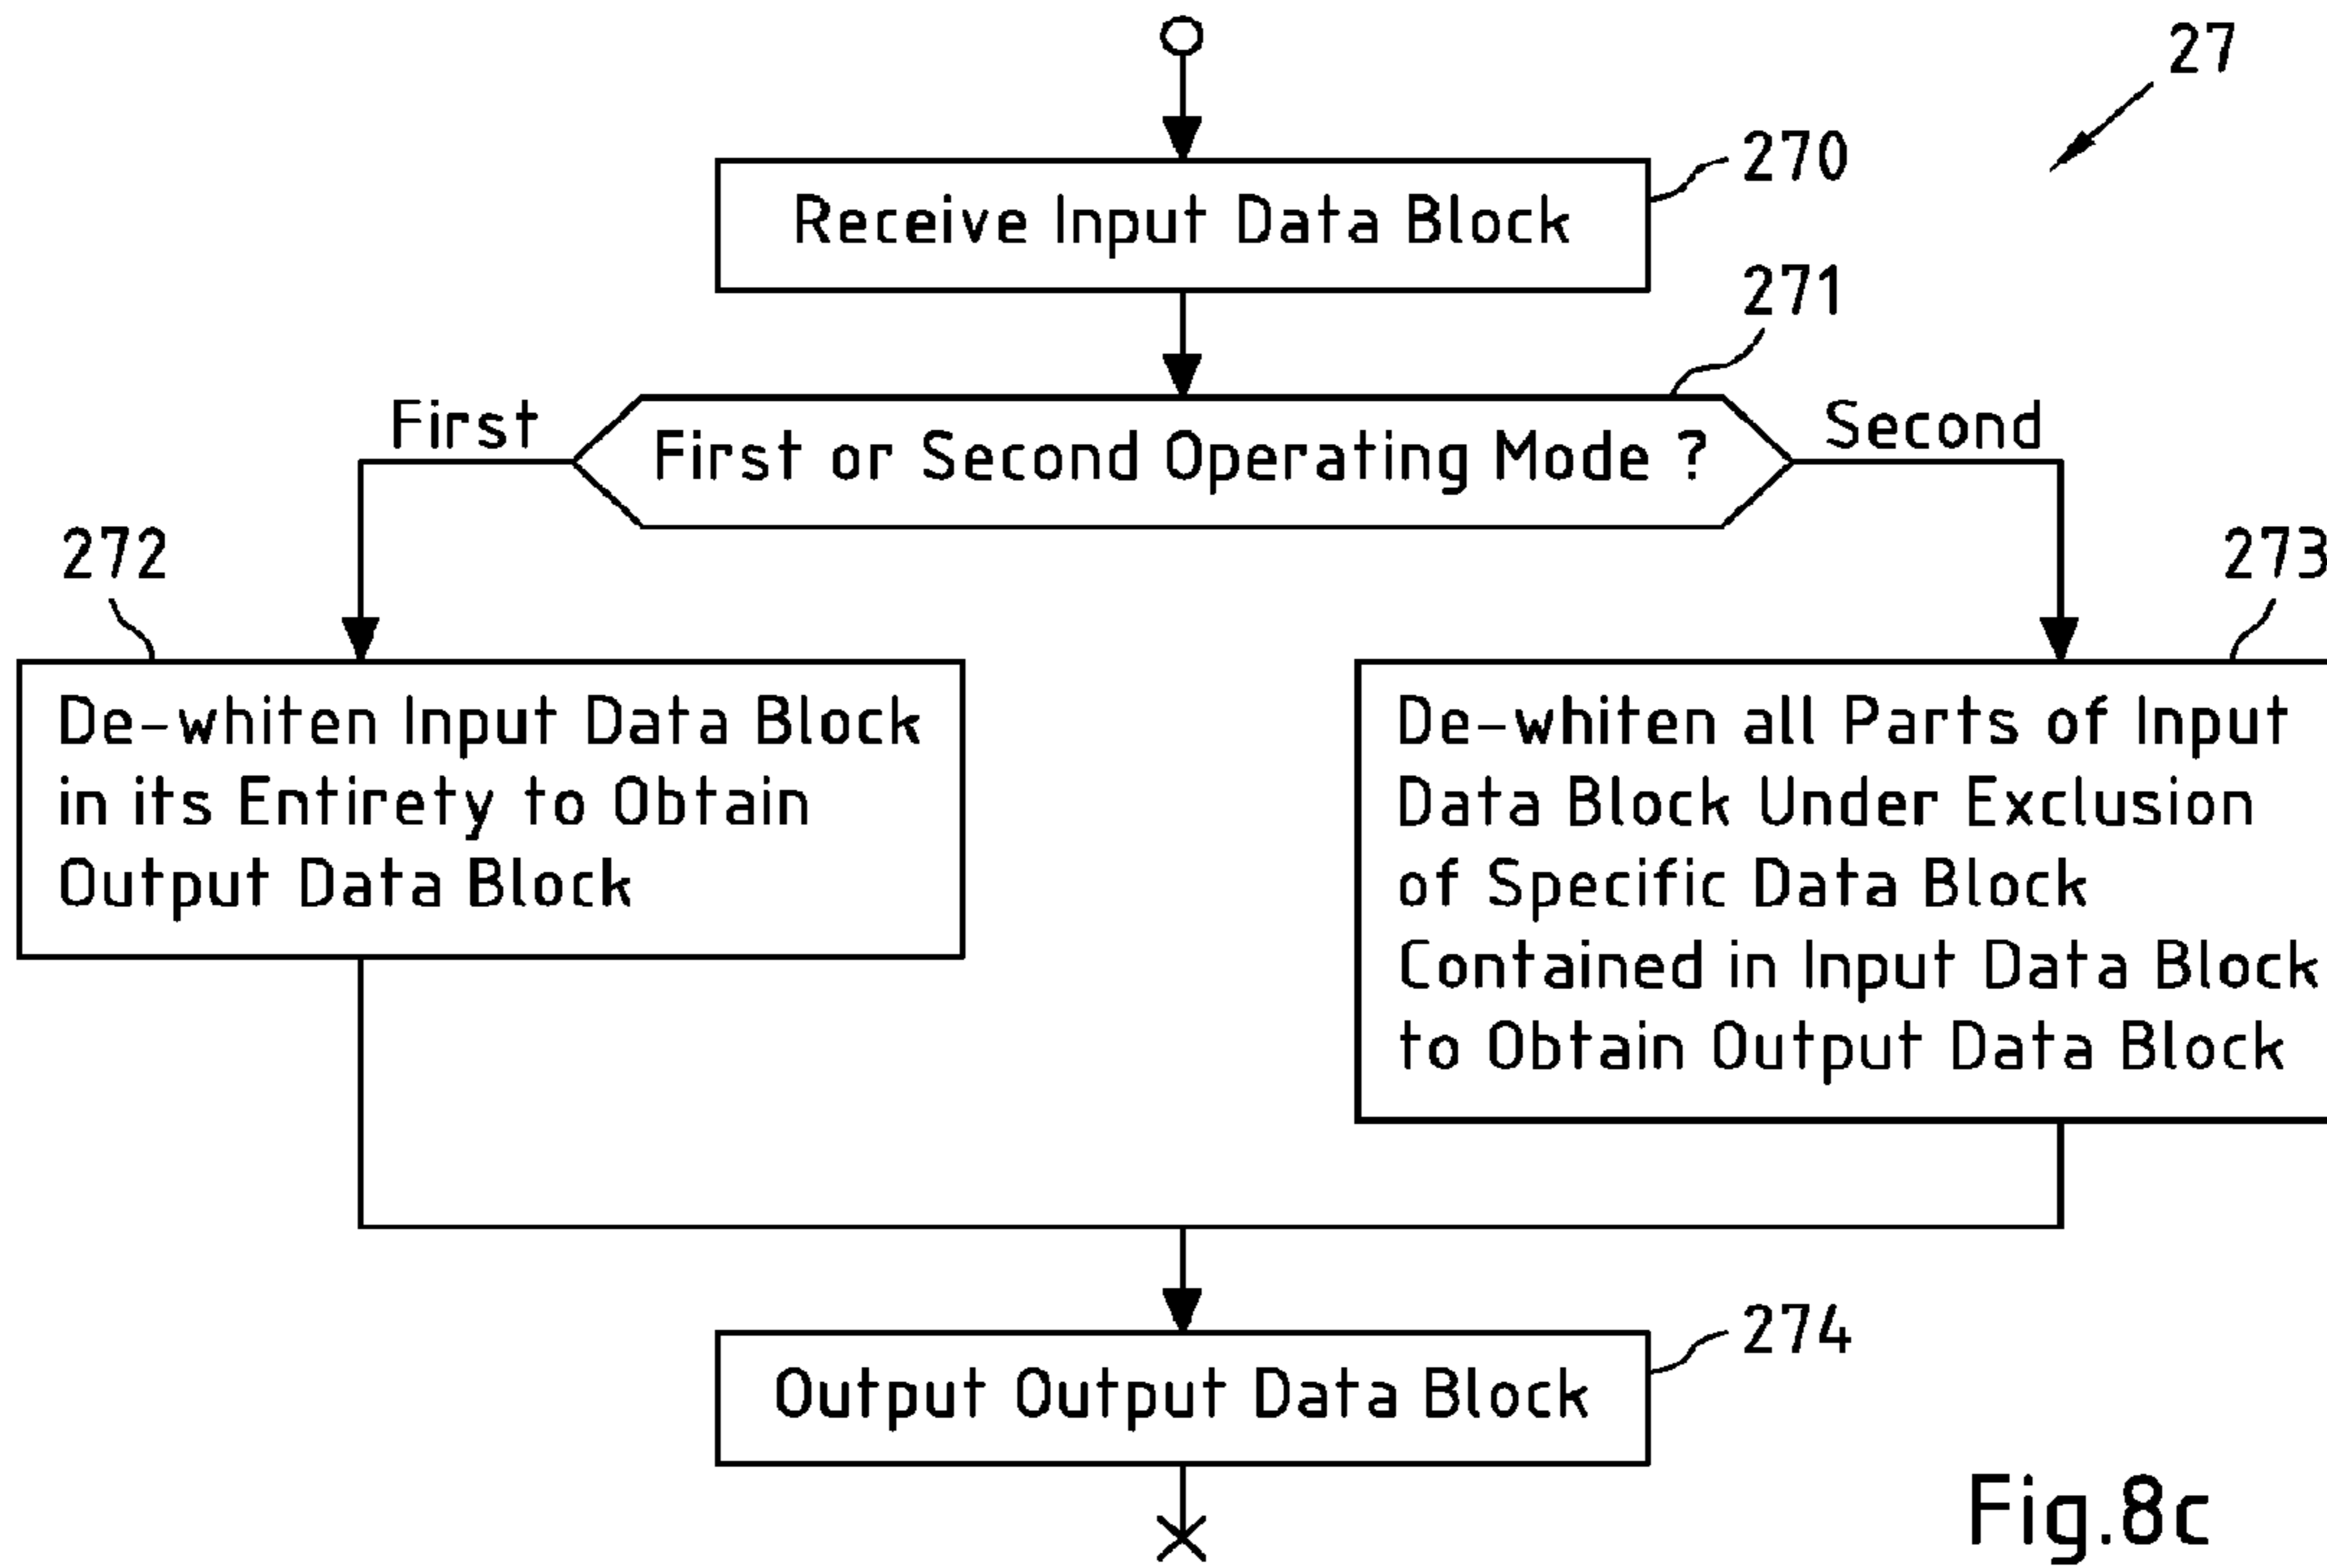 27
270
Receive Input Data Block
271
First
First or Second Operating Mode ?
Second
272
273
De-whiten Input Data Block
in its Entirety to Obtain
Output Data Block
De-whiten all Parts of Input
Data Block Under Exclusion
of Specific Data Block
Contained in Input Data Block
to Obtain Output Data Block
274
Output Output Data Block
Fig.8c